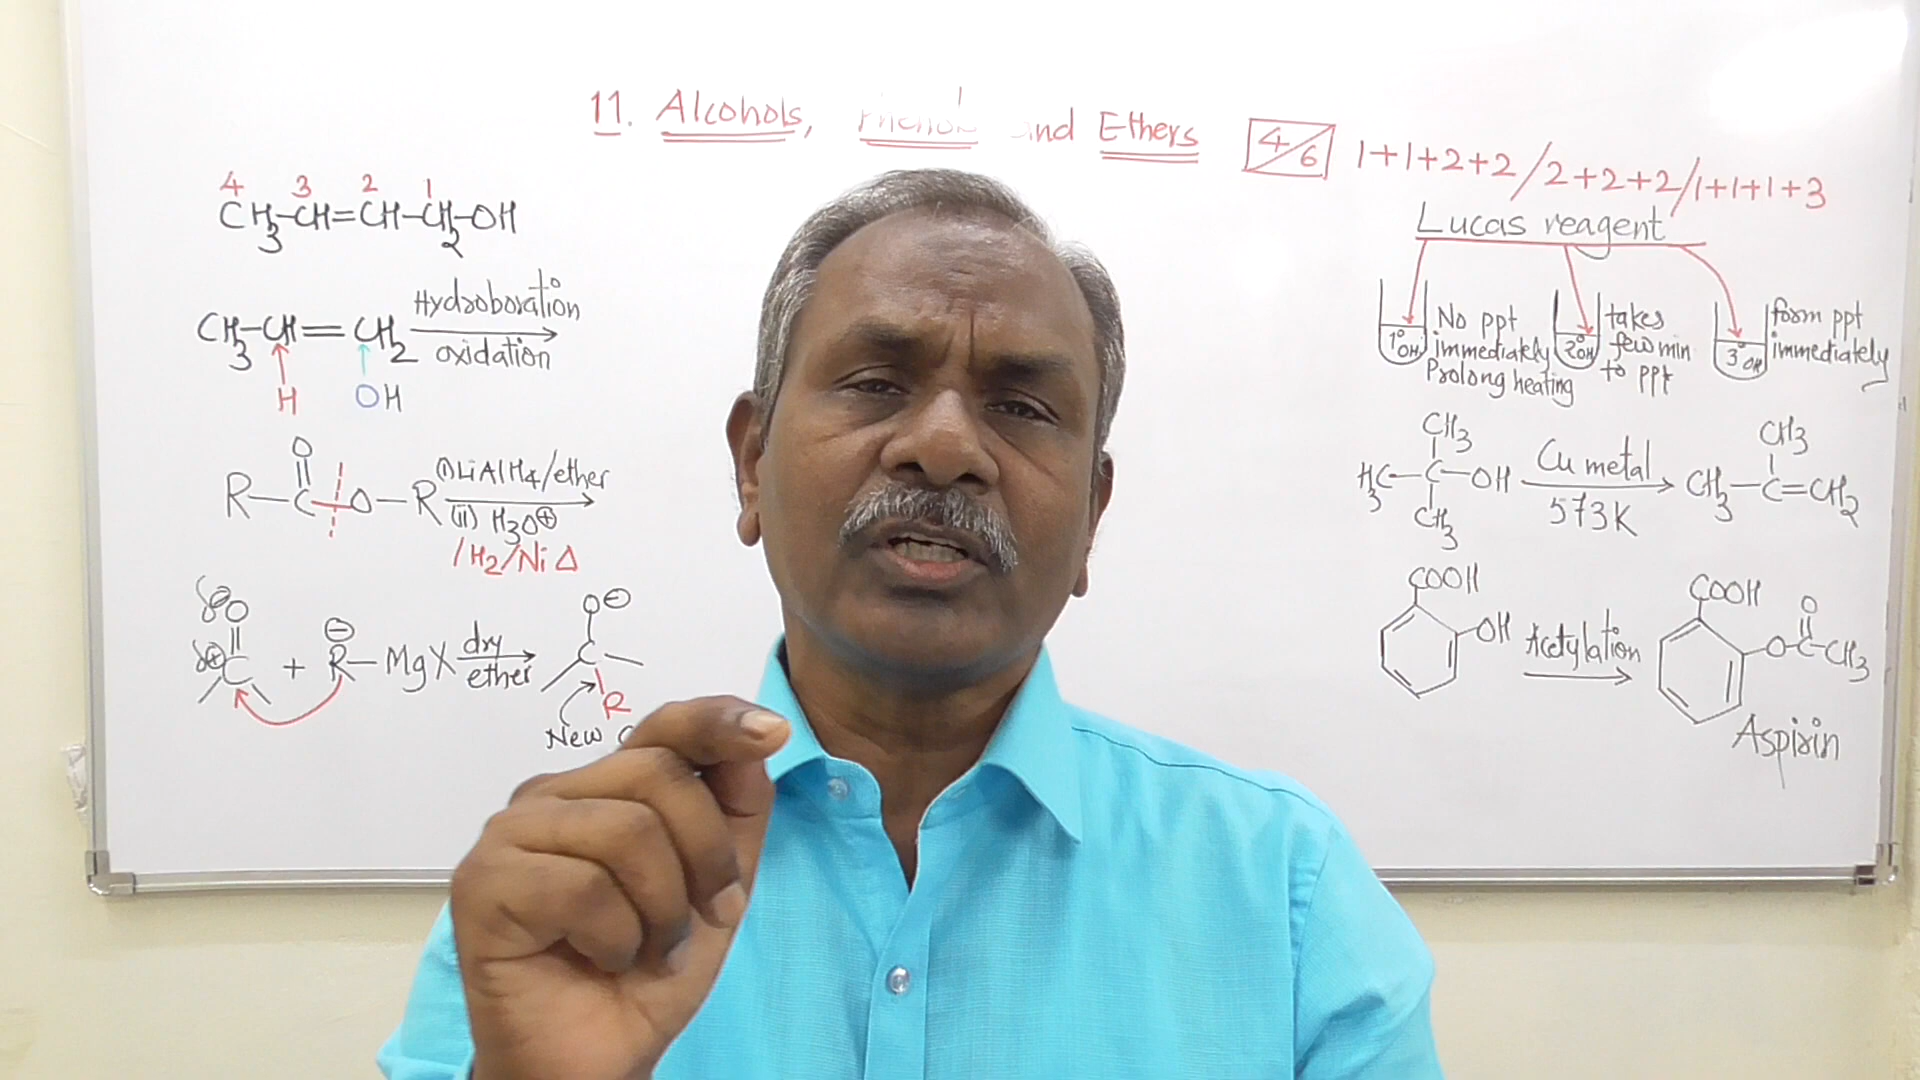 11. Alcohols, Phenol and Ethers 4/6 1+1+2+2/2+2+2/1+1+1+3
4 3 2 1
CH3-CH=CH-CH2-OH
CH3-CH=CH2 Hydroboration
oxidation
H OH
O
R-C-O-R (i) LiAlH4/ether
(ii) H3O⊕
/H2/Ni Δ
δ⊖ O
δ⊕ C + R⊖-MgX dry
ether
O⊖
C
R
New
Lucas reagent
1° OH No ppt
immediately
Prolong heating
2° OH takes
few min
to ppt
3° OH form ppt
immediately
CH3
H3C-C-OH Cu metal
573K
CH3
CH3
CH3-C=CH2
COOH
OH Acetylation
COOH
O
O-C-CH3
Aspirin